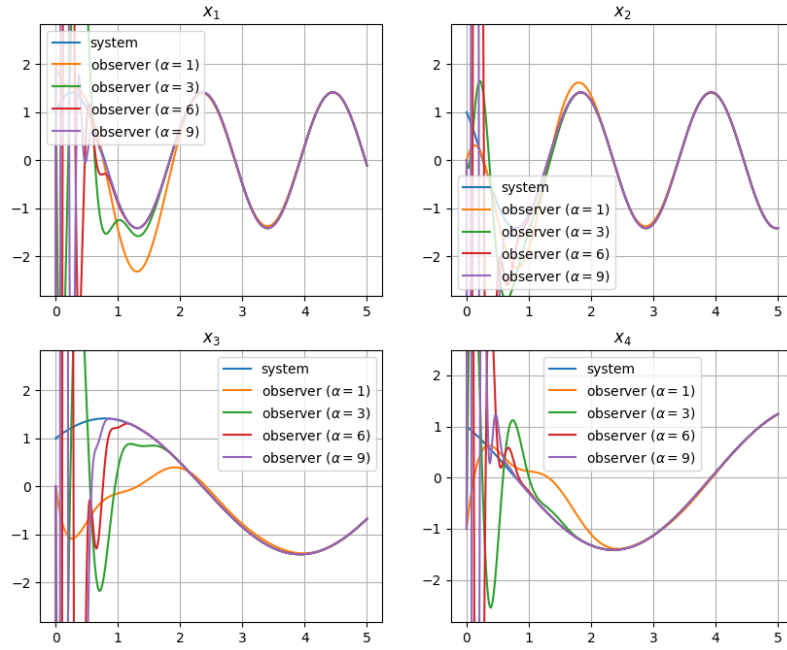 x₁
2
1
0
−1
−2
system
observer (α = 1)
observer (α = 3)
observer (α = 6)
observer (α = 9)
0 1 2 3 4 5
x₂
2
1
0
−1
−2
system
observer (α = 1)
observer (α = 3)
observer (α = 6)
observer (α = 9)
0 1 2 3 4 5
x₃
2
1
0
−1
−2
system
observer (α = 1)
observer (α = 3)
observer (α = 6)
observer (α = 9)
0 1 2 3 4 5
x₄
2
1
0
−1
−2
system
observer (α = 1)
observer (α = 3)
observer (α = 6)
observer (α = 9)
0 1 2 3 4 5